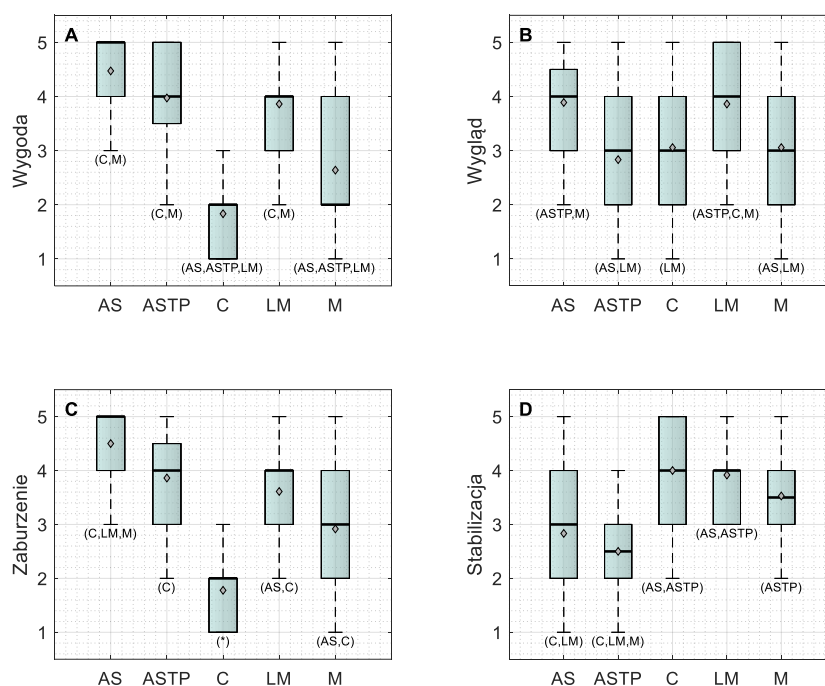 A
Wygoda
5
4
3
2
1
(C,M)
(C,M)
(AS,ASTP,LM)
(C,M)
(AS,ASTP,LM)
AS ASTP C LM M
B
Wygląd
5
4
3
2
1
(ASTP,M)
(AS,LM)
(LM)
(ASTP,C,M)
(AS,LM)
AS ASTP C LM M
C
Zaburzenie
5
4
3
2
1
(C,LM,M)
(C)
(*)
(AS,C)
(AS,C)
AS ASTP C LM M
D
Stabilizacja
5
4
3
2
1
(C,LM)
(C,LM,M)
(AS,ASTP)
(AS,ASTP)
(ASTP)
AS ASTP C LM M